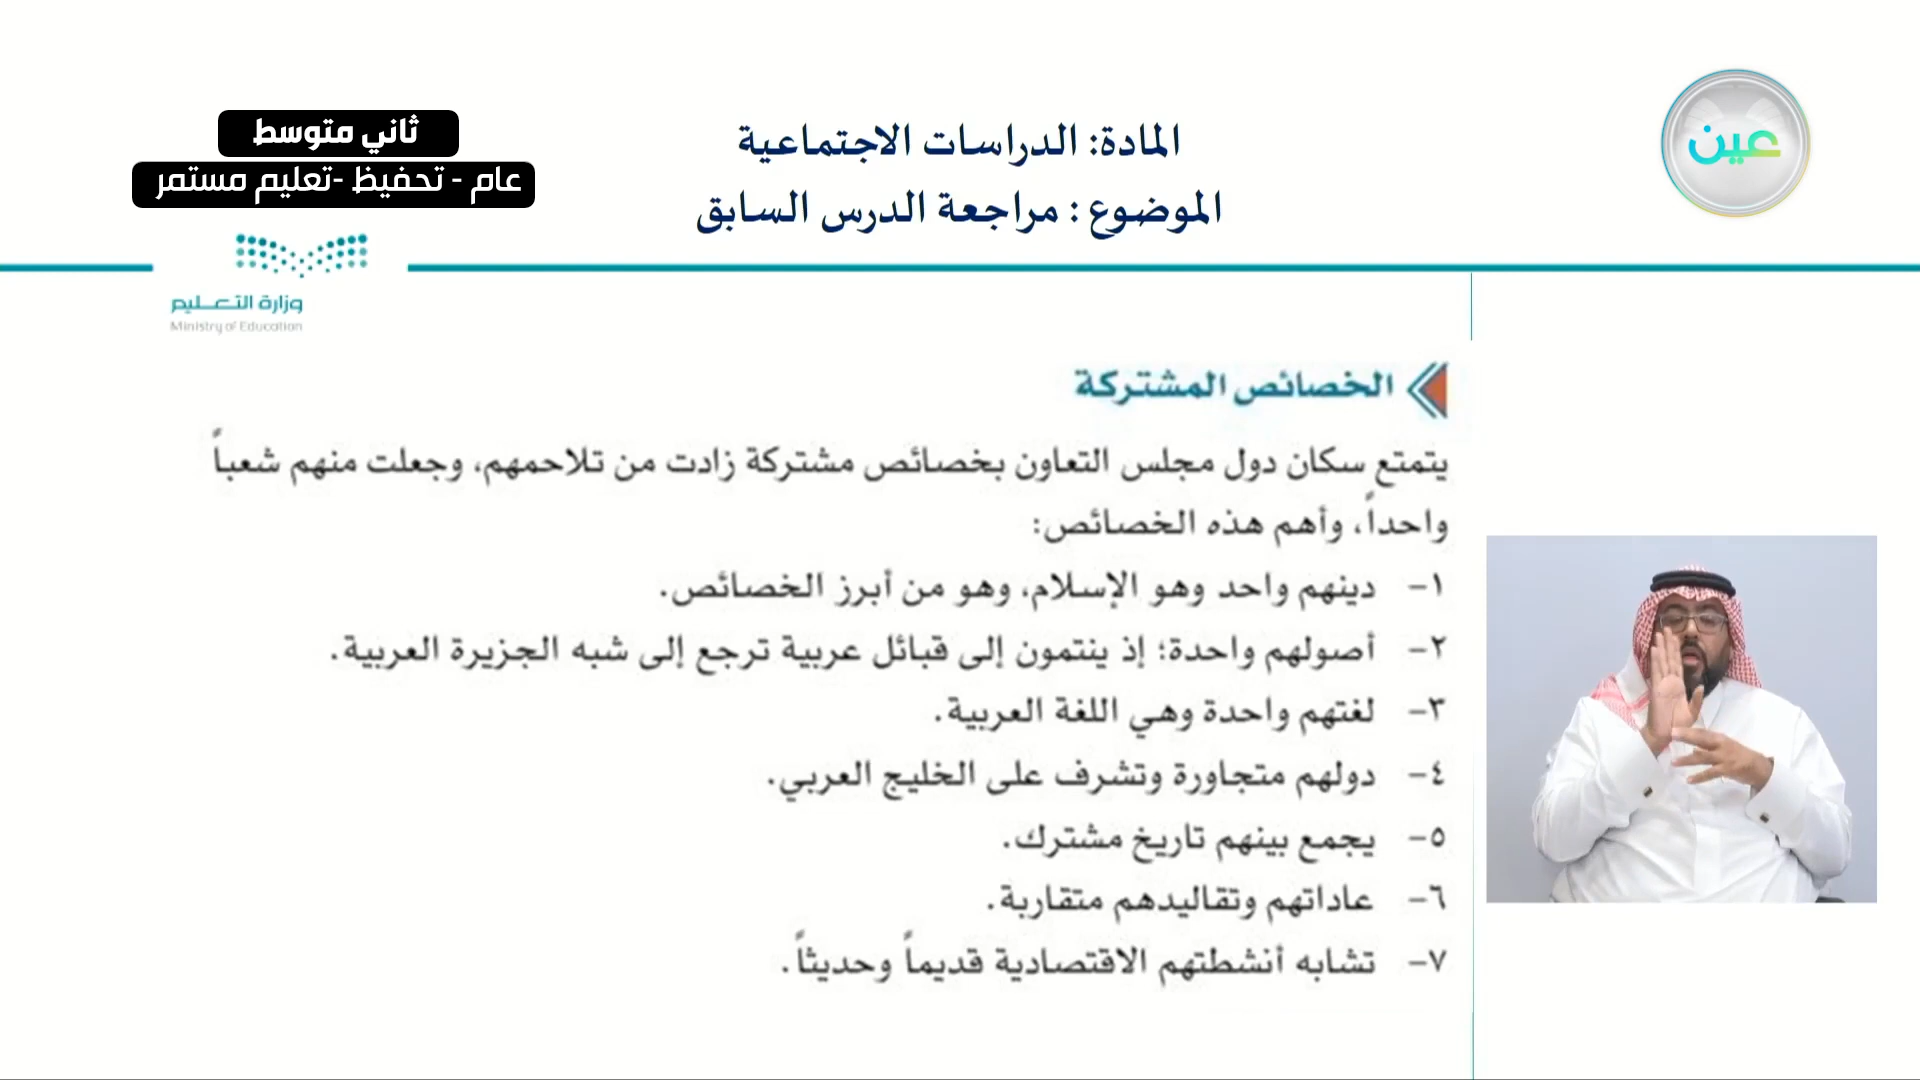 عين
المادة: الدراسات الاجتماعية
الموضوع : مراجعة الدرس السابق
ثاني متوسط
عام - تحفيظ -تعليم مستمر
وزارة التعليم
Ministry of Education
الخصائص المشتركة
يتمتع سكان دول مجلس التعاون بخصائص مشتركة زادت من تلاحمهم، وجعلت منهم شعباً
واحداً، وأهم هذه الخصائص:
١- دينهم واحد وهو الإسلام، وهو من أبرز الخصائص.
٢- أصولهم واحدة؛ إذ ينتمون إلى قبائل عربية ترجع إلى شبه الجزيرة العربية.
٣- لغتهم واحدة وهي اللغة العربية.
٤- دولهم متجاورة وتشرف على الخليج العربي.
٥- يجمع بينهم تاريخ مشترك.
٦- عاداتهم وتقاليدهم متقاربة.
٧- تشابه أنشطتهم الاقتصادية قديماً وحديثاً.